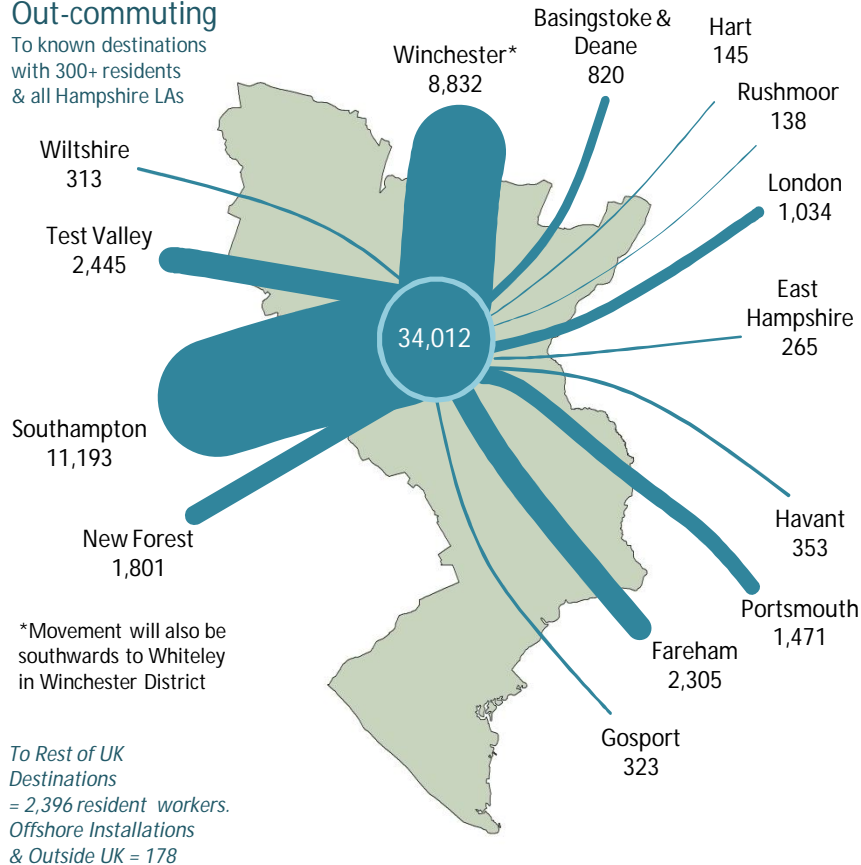 Out-commuting
To known destinations
with 300+ residents
& all Hampshire LAs
Winchester*
8,832
Basingstoke &
Deane
820
Hart
145
Rushmoor
138
London
1,034
East
Hampshire
265
Havant
353
Portsmouth
1,471
Fareham
2,305
Gosport
323
New Forest
1,801
Southampton
11,193
Test Valley
2,445
Wiltshire
313
34,012
*Movement will also be
southwards to Whiteley
in Winchester District
To Rest of UK
Destinations
= 2,396 resident workers.
Offshore Installations
& Outside UK = 178